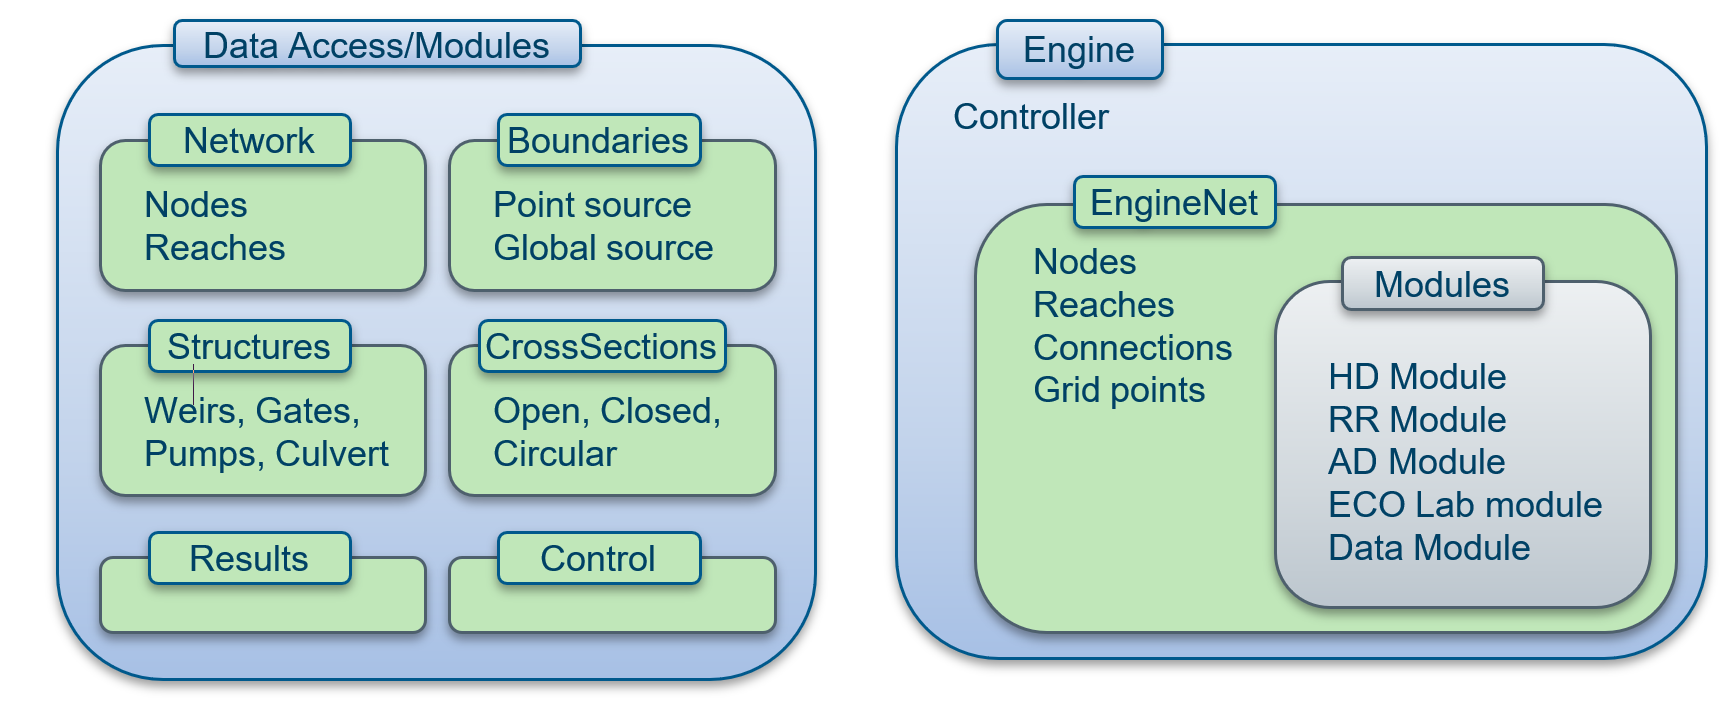 Data Access/Modules
Network
Nodes
Reaches
Boundaries
Point source
Global source
Structures
Weirs, Gates,
Pumps, Culvert
CrossSections
Open, Closed,
Circular
Results
Control
Engine
Controller
EngineNet
Nodes
Reaches
Connections
Grid points
Modules
HD Module
RR Module
AD Module
ECO Lab module
Data Module